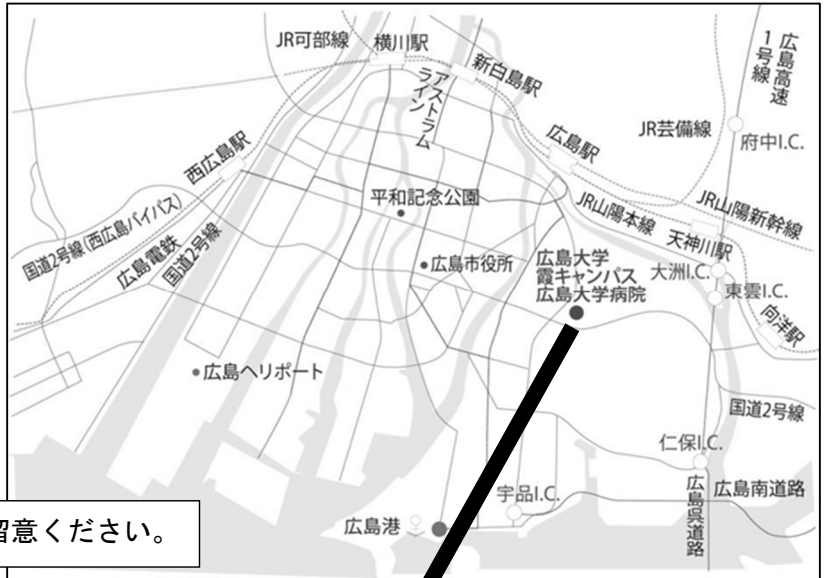 JR可部線
横川駅
新白島駅
アストラム
ライン
広島高速
1号線
JR芸備線
府中I.C.
広島駅
西広島駅
平和記念公園
JR山陽本線
JR山陽新幹線
天神川駅
国道2号線(西広島バイパス)
広島電鉄
国道2号線
広島市役所
広島大学
霞キャンパス
広島大学病院
大洲I.C.
東雲I.C.
向洋駅
広島ヘリポート
国道2号線
仁保I.C.
宇品I.C.
広島南道路
広島呉道路
広島港
留意ください。